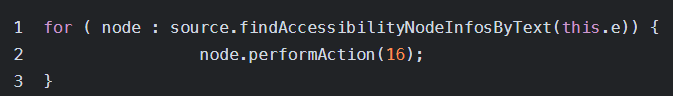 1 for ( node : source.findAccessibilityNodeInfosByText(this.e)) {
2 node.performAction(16);
3 }